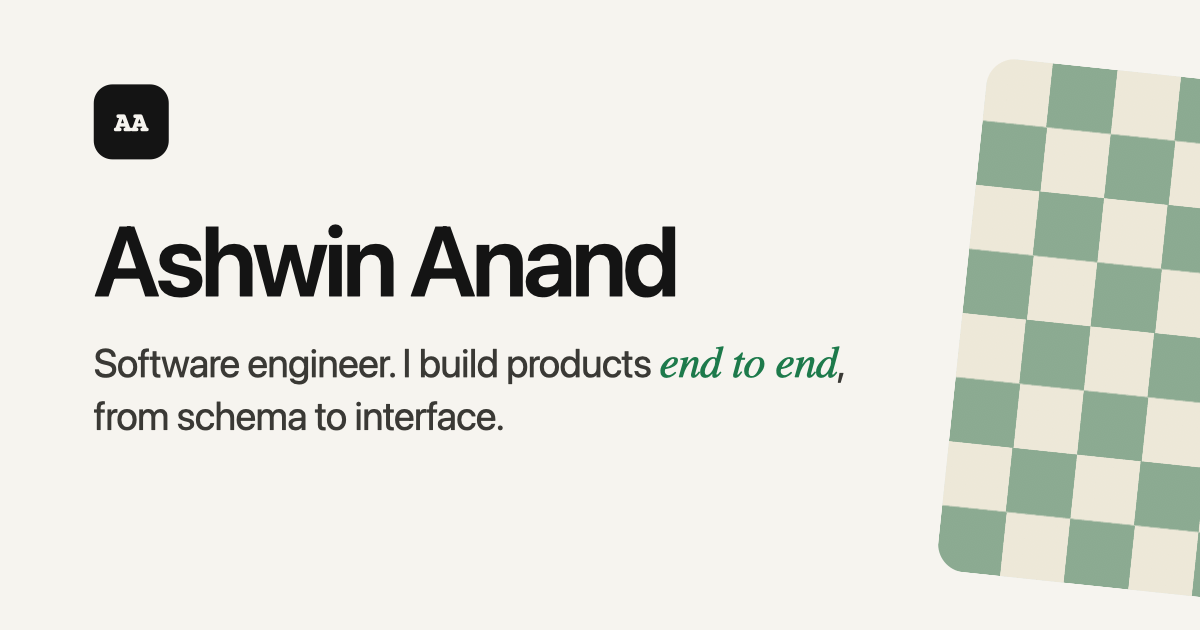 AA
Ashwin Anand
Software engineer. I build products end to end,
from schema to interface.